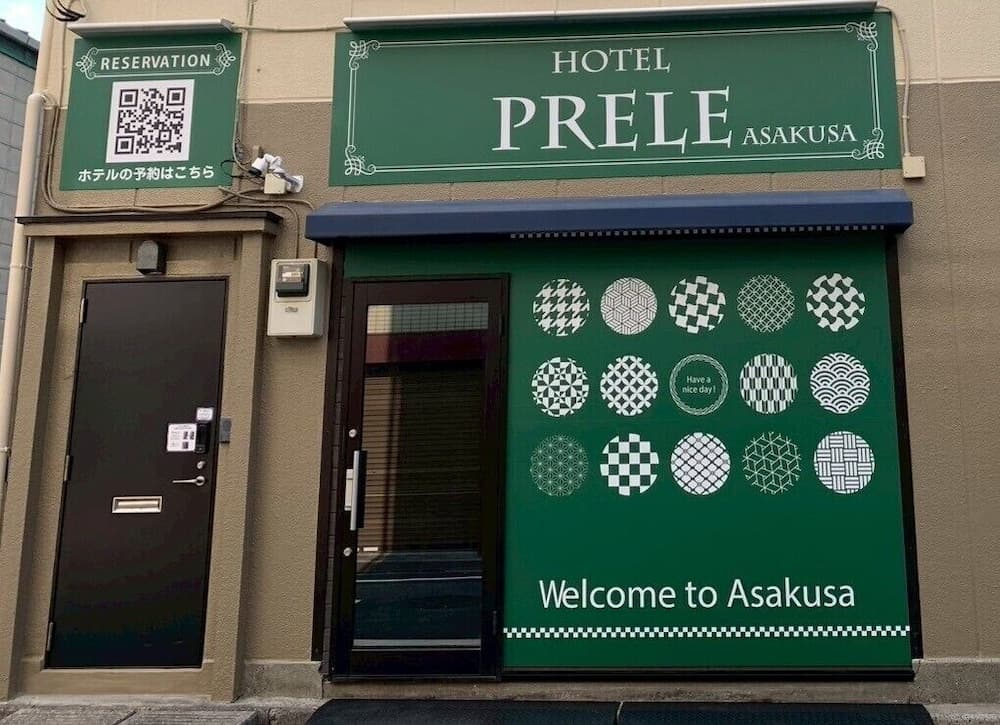 RESERVATION
ホテルの予約はこちら
HOTEL
PRELE ASAKUSA
Have a
nice day!
Welcome to Asakusa